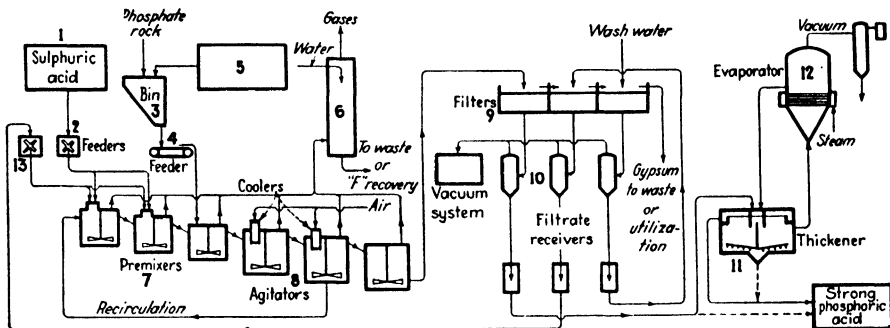 1
Sulphuric
acid
Phosphate
rock
Bin
3
5
Gases
Water
6
Wash water
Filters
9
Vacuum
Evaporator
12
Steam
13
2
Feeders
4
Feeder
To waste
or
"F" recovery
Vacuum
system
10
Gypsum
to waste
or
utiliza-
tion
Coolers
Air
Filtrate
receivers
Thickener
11
Premixers
7
8
Agitators
Recirculation
Strong
phosphoric
acid